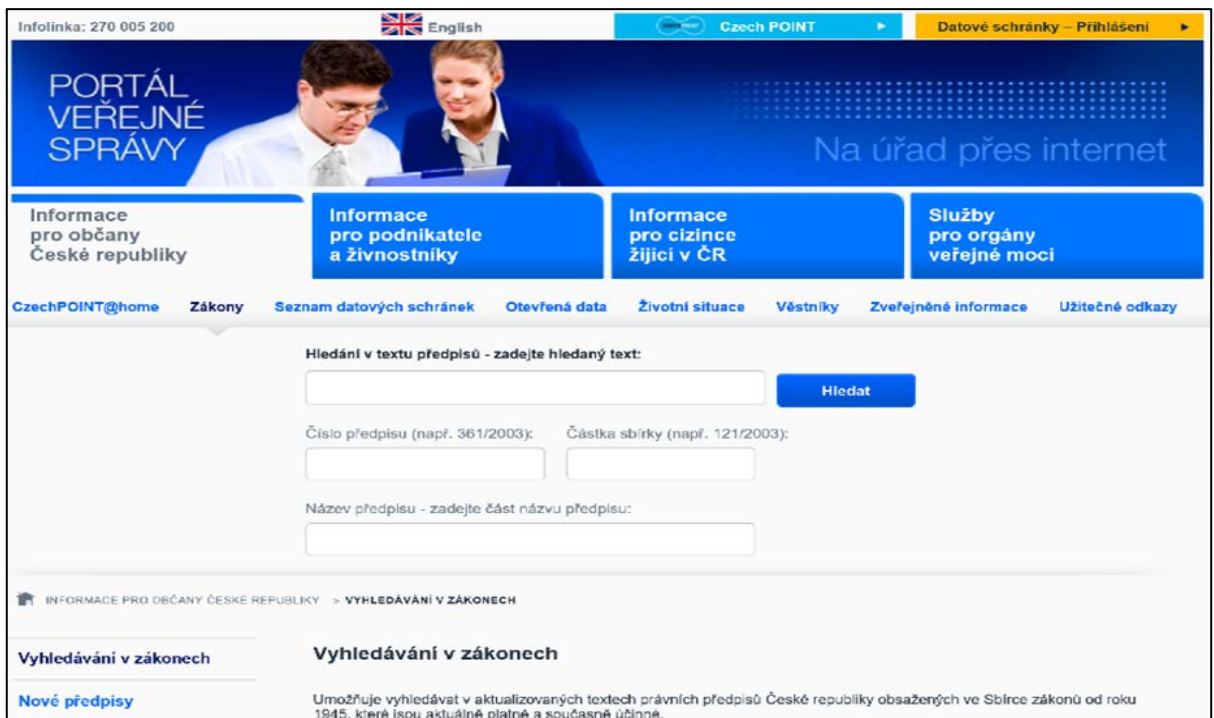 Infolinka: 270 005 200
English
Czech POINT
Datové schránky – Přihlášení
PORTÁL
VEŘEJNÉ
SPRÁVY
Na úřad přes internet
Informace
pro občany
České republiky
Informace
pro podnikatele
a živnostníky
Informace
pro cizince
žijící v ČR
Služby
pro orgány
veřejné moci
CzechPOINT@home Zákony Seznam datových schránek Otevřená data Životní situace Věstníky Zveřejněné informace Užitečné odkazy
Hledání v textu předpisů - zadejte hledaný text:
Hledat
Číslo předpisu (např. 361/2003): Částka sbírky (např. 121/2003):
Název předpisu - zadejte část názvu předpisu:
INFORMACE PRO OBČANY ČESKÉ REPUBLIKY > VYHLEDÁVÁNÍ V ZÁKONECH
Vyhledávání v zákonech
Nové předpisy
Vyhledávání v zákonech
Umožňuje vyhledávat v aktualizovaných textech právních předpisů České republiky obsažených ve Sbírce zákonů od roku
1945, které jsou aktuálně platné a současně účinné.